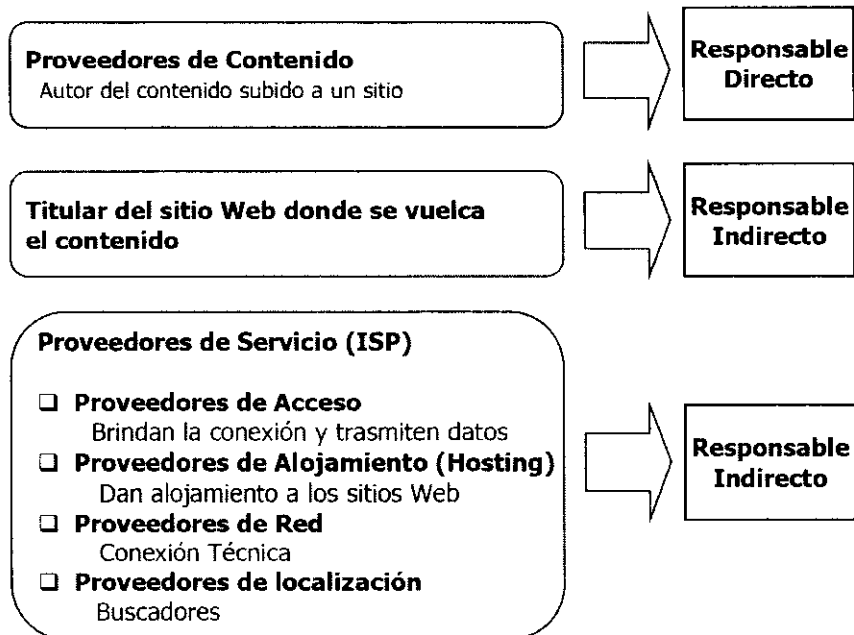 Proveedores de Contenido
Autor del contenido subido a un sitio
Responsable
Directo
Titular del sitio Web donde se vuelca
el contenido
Responsable
Indirecto
Proveedores de Servicio (ISP)
❑ Proveedores de Acceso
Brindan la conexión y trasmiten datos
❑ Proveedores de Alojamiento (Hosting)
Dan alojamiento a los sitios Web
❑ Proveedores de Red
Conexión Técnica
❑ Proveedores de localización
Buscadores
Responsable
Indirecto